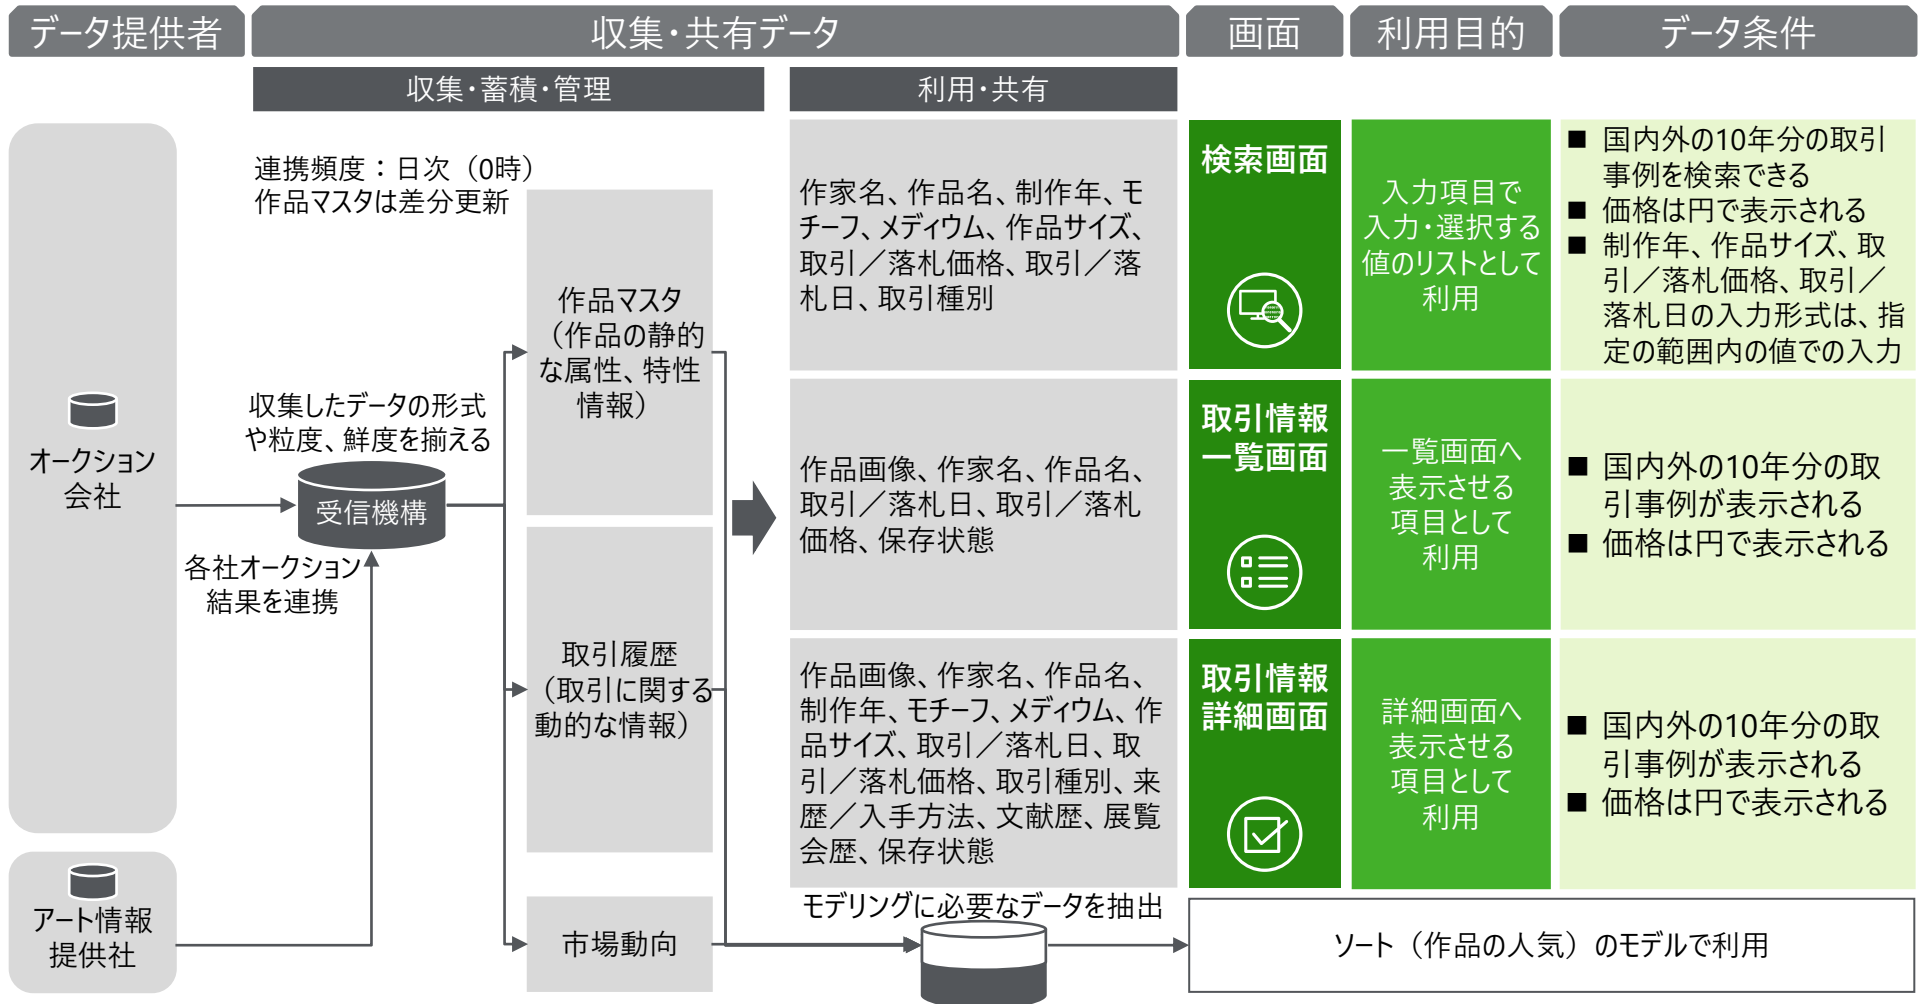 データ提供者
収集・共有データ
画面
利用目的
データ条件
収集・蓄積・管理
利用・共有
オークション
会社
アート情報
提供社
連携頻度：日次（0時）
作品マスタは差分更新
収集したデータの形式
や粒度、鮮度を揃える
受信機構
各社オークション
結果を連携
作品マスタ
（作品の静的
な属性、特性
情報）
取引履歴
（取引に関する
動的な情報）
市場動向
作家名、作品名、制作年、モ
チーフ、メディウム、作品サイズ、
取引／落札価格、取引／落
札日、取引種別
検索画面
入力項目で
入力・選択する
値のリストとして
利用
■ 国内外の10年分の取引
事例を検索できる
■ 価格は円で表示される
■ 制作年、作品サイズ、取
引／落札価格、取引／
落札日の入力形式は、指
定の範囲内の値での入力
作品画像、作家名、作品名、
取引／落札日、取引／落札
価格、保存状態
取引情報
一覧画面
一覧画面へ
表示させる
項目として
利用
■ 国内外の10年分の取
引事例が表示される
■ 価格は円で表示される
作品画像、作家名、作品名、
制作年、モチーフ、メディウム、作
品サイズ、取引／落札日、取
引／落札価格、取引種別、来
歴／入手方法、文献歴、展覧
会歴、保存状態
取引情報
詳細画面
詳細画面へ
表示させる
項目として
利用
■ 国内外の10年分の取
引事例が表示される
■ 価格は円で表示される
モデリングに必要なデータを抽出
ソート（作品の人気）のモデルで利用